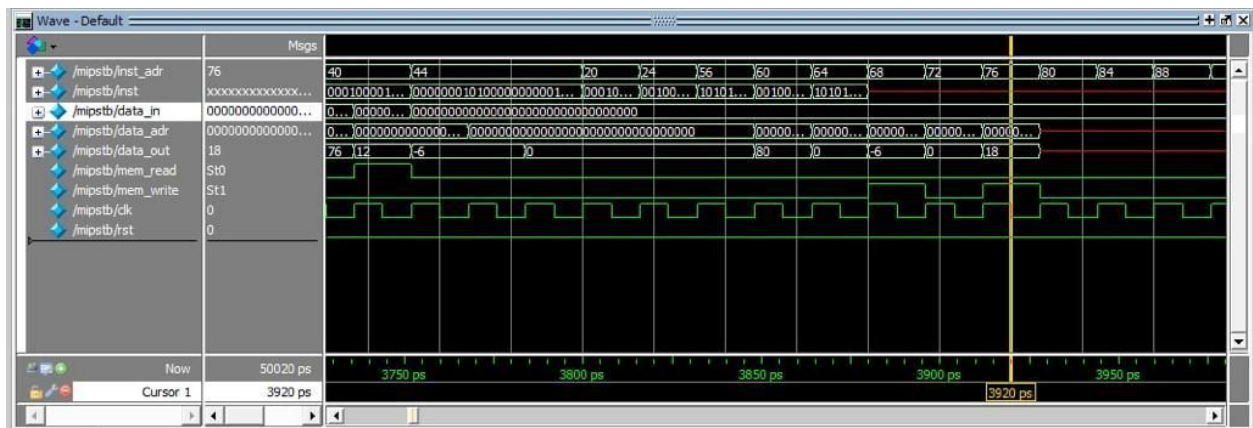 Wave - Default
Msgs
/mipstb/inst_adr 76 40 44 20 24 56 60 64 68 72 76 80 84 88
/mipstb/inst xxxxxxxxxxxxx... 000100001... 00000001010000000001... 00010... 00100... 10101... 00100... 10101...
/mipstb/data_in 0000000000000... 0... 00000... 00000000000000000000000000000000
/mipstb/data_adr 0000000000000... 0... 0000000000000... 00000000000000000000000000000000 00000... 00000... 00000... 00000... 00000...
/mipstb/data_out 18 76 12 -6 0 80 0 -6 0 18
/mipstb/mem_read St0
/mipstb/mem_write St1
/mipstb/clk 0
/mipstb/rst 0
Now 50020 ps 3750 ps 3800 ps 3850 ps 3900 ps 3950 ps
Cursor 1 3920 ps 3920 ps